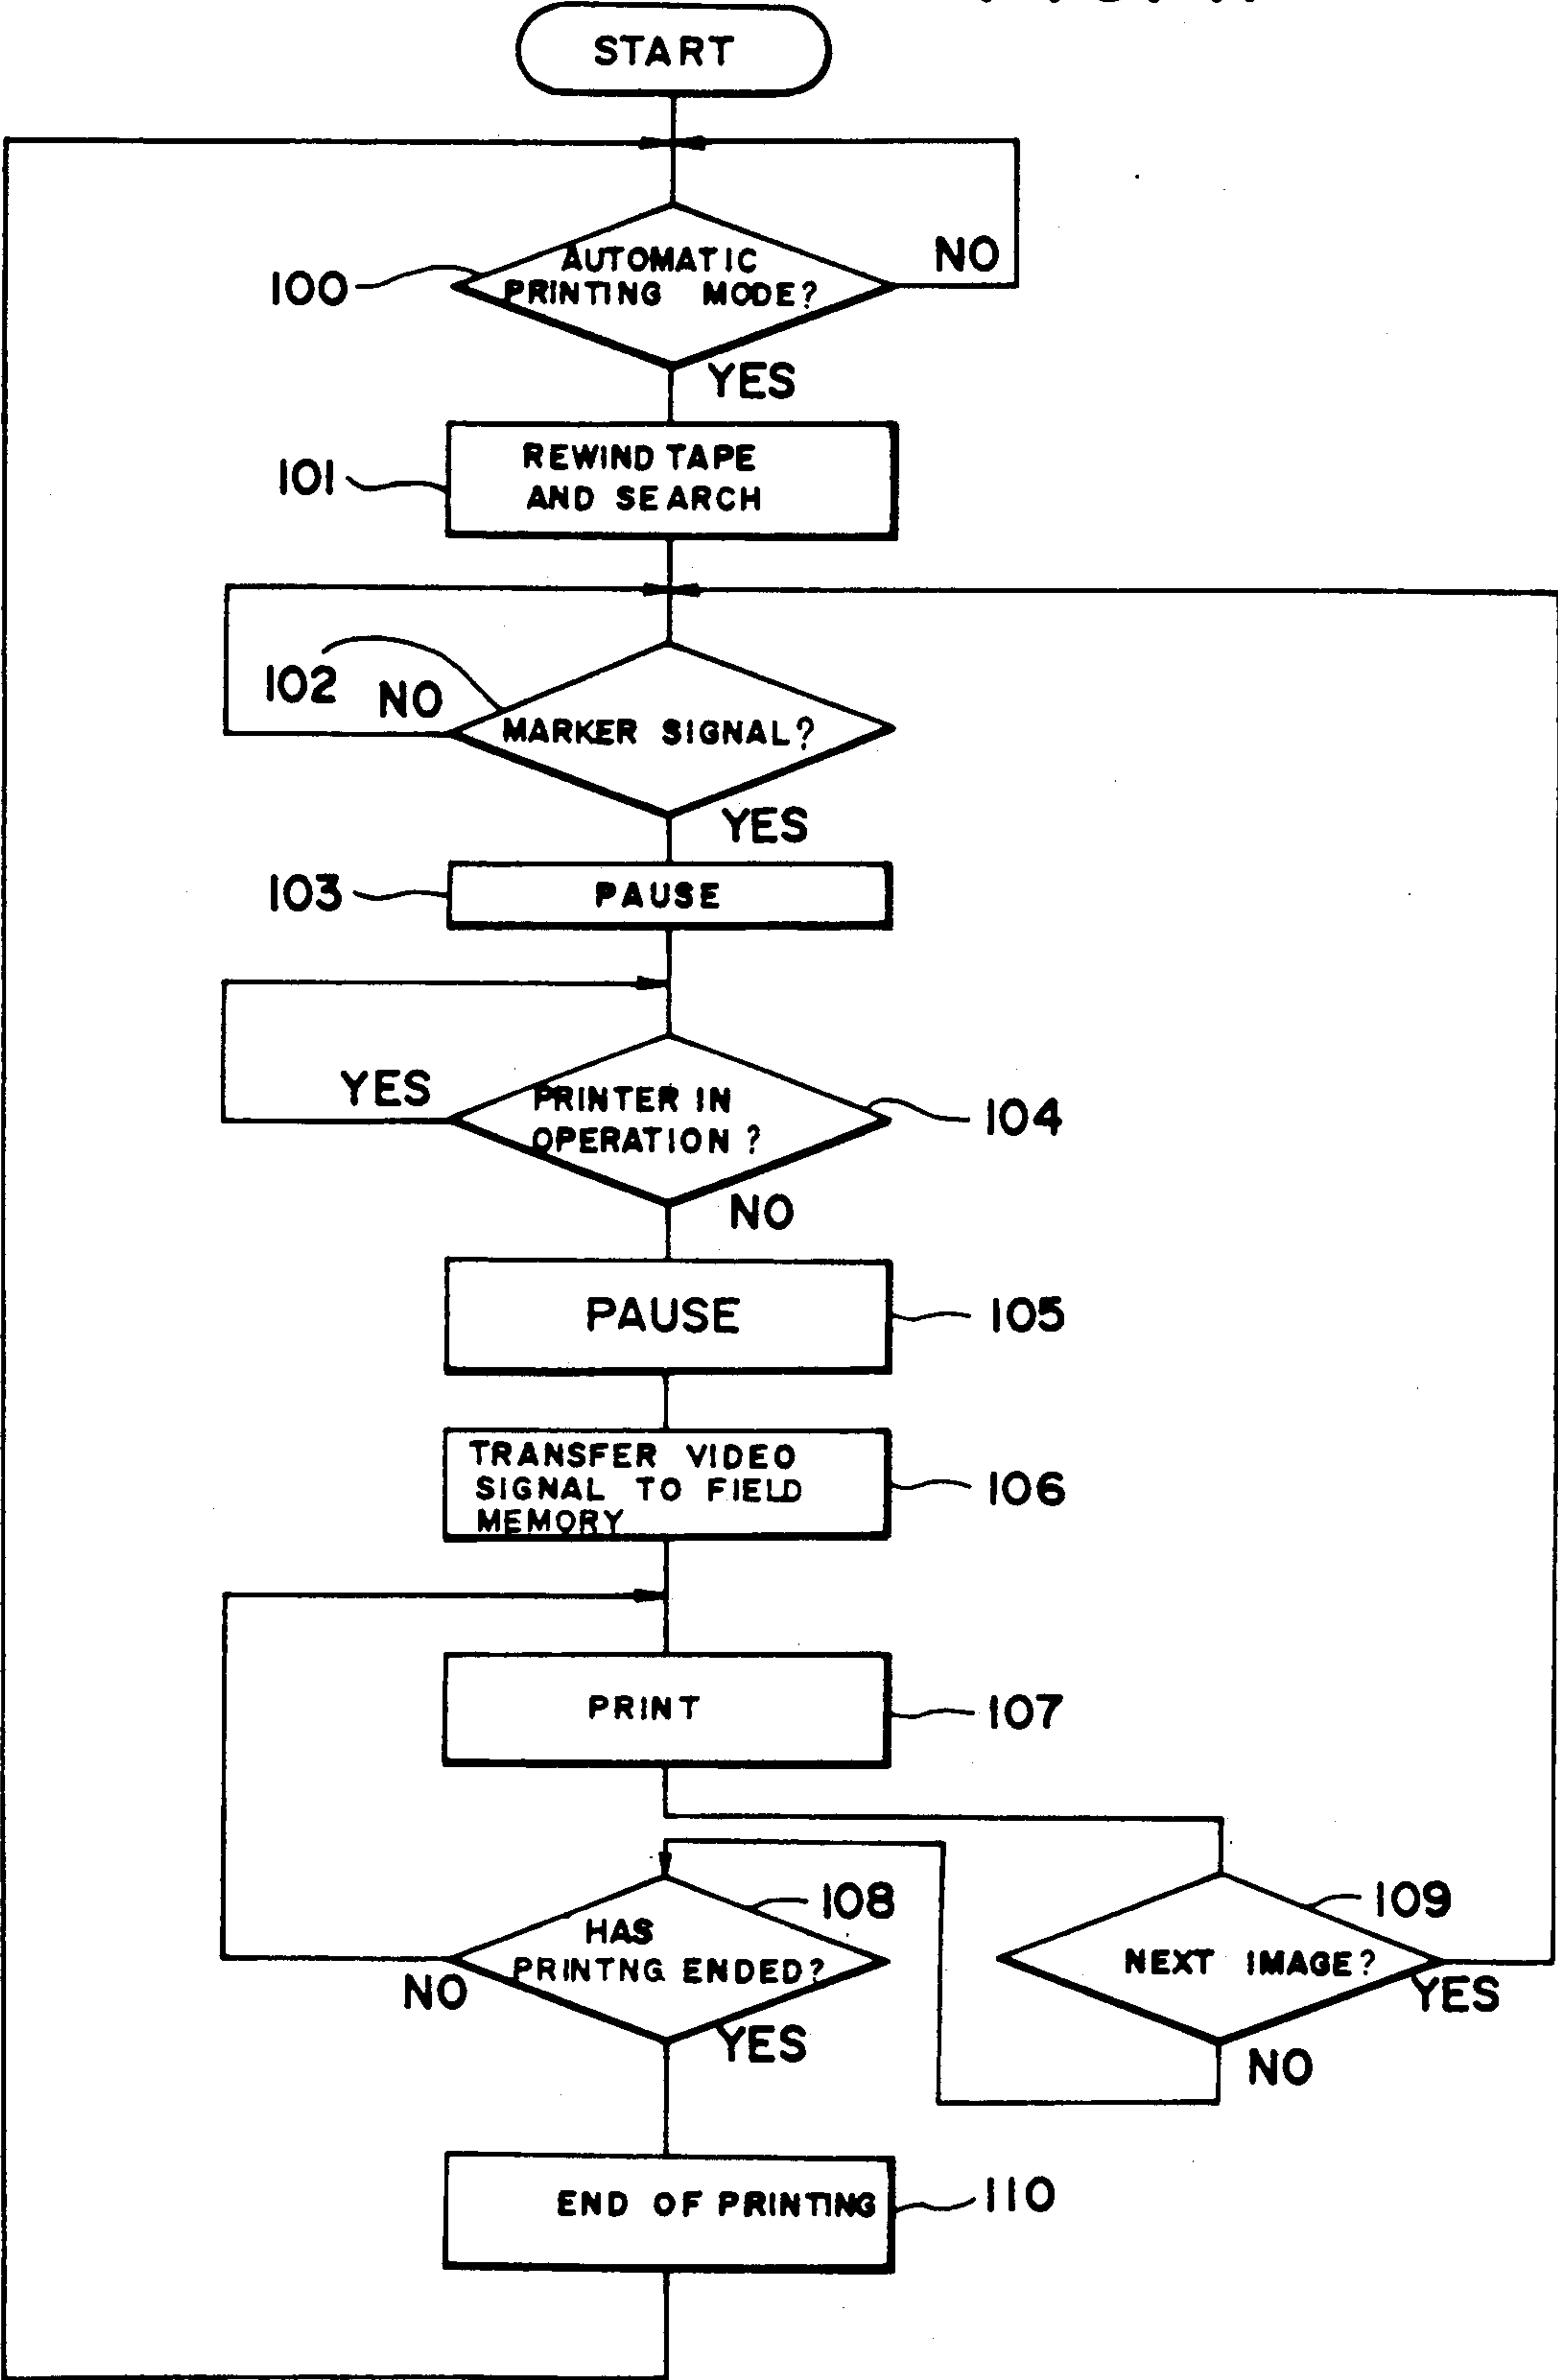 START
AUTOMATIC
PRINTING MODE?
NO
100
YES
REWIND TAPE
AND SEARCH
101
102
NO
MARKER SIGNAL?
YES
103
PAUSE
YES
PRINTER IN
OPERATION?
104
NO
PAUSE
105
TRANSFER VIDEO
SIGNAL TO FIELD
MEMORY
106
PRINT
107
108
HAS
PRINTNG ENDED?
NO
YES
109
NEXT IMAGE?
YES
NO
END OF PRINTING
110